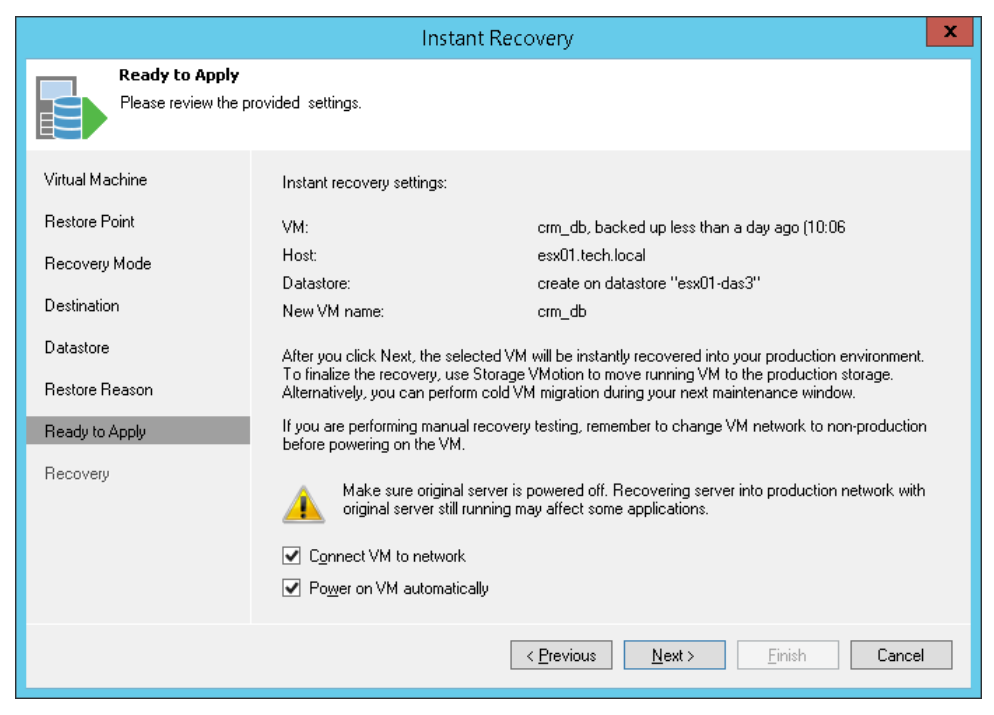 Instant Recovery
x
Ready to Apply
Please review the provided settings.
Virtual Machine
Restore Point
Recovery Mode
Destination
Datastore
Restore Reason
Ready to Apply
Recovery
Instant recovery settings:
VM: crm_db, backed up less than a day ago (10:06
Host: esx01.tech.local
Datastore: create on datastore "esx01-das3"
New VM name: crm_db
After you click Next, the selected VM will be instantly recovered into your production environment.
To finalize the recovery, use Storage VMotion to move running VM to the production storage.
Alternatively, you can perform cold VM migration during your next maintenance window.
If you are performing manual recovery testing, remember to change VM network to non-production
before powering on the VM.
Make sure original server is powered off. Recovering server into production network with
original server still running may affect some applications.
Connect VM to network
Power on VM automatically
< Previous
Next >
Finish
Cancel